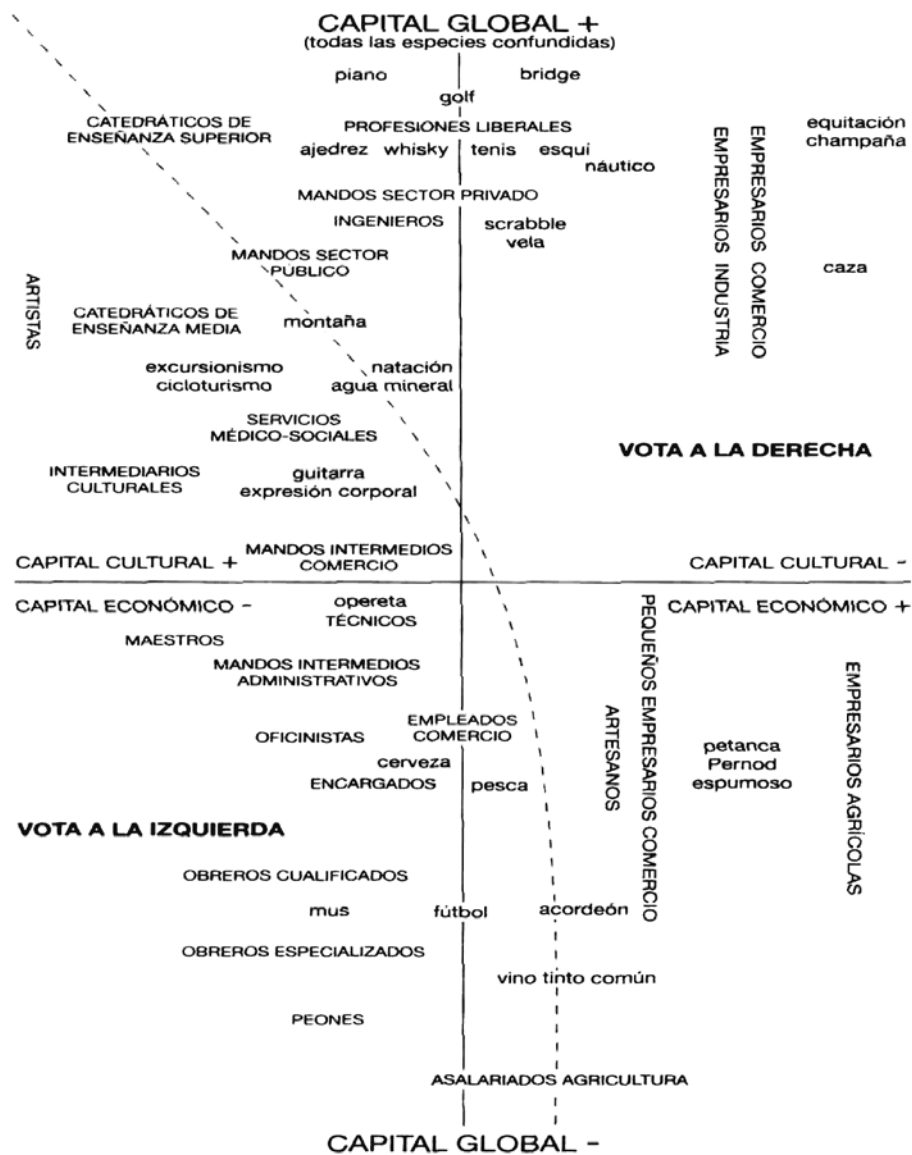 CAPITAL GLOBAL +
(todas las especies confundidas)
piano
bridge
golf
CATEDRÁTICOS DE
ENSEÑANZA SUPERIOR
PROFESIONES LIBERALES
equitación
champaña
ajedrez whisky tenis esquí
náutico
EMPRESARIOS INDUSTRIA
EMPRESARIOS COMERCIO
MANDOS SECTOR PRIVADO
INGENIEROS
scrabble
vela
MANDOS SECTOR
PÚBLICO
caza
ARTISTAS
CATEDRÁTICOS DE
ENSEÑANZA MEDIA
montaña
excursionismo
cicloturismo
natación
agua mineral
SERVICIOS
MÉDICO-SOCIALES
VOTA A LA DERECHA
INTERMEDIARIOS
CULTURALES
guitarra
expresión corporal
CAPITAL CULTURAL +
MANDOS INTERMEDIOS
COMERCIO
CAPITAL CULTURAL -
CAPITAL ECONÓMICO -
opereta
TÉCNICOS
CAPITAL ECONÓMICO +
MAESTROS
PEQUEÑOS EMPRESARIOS COMERCIO
MANDOS INTERMEDIOS
ADMINISTRATIVOS
EMPRESARIOS AGRÍCOLAS
ARTESANOS
OFICINISTAS
EMPLEADOS
COMERCIO
petanca
Pernod
espumoso
cerveza
ENCARGADOS
pesca
VOTA A LA IZQUIERDA
OBREROS CUALIFICADOS
mus
fútbol
acordeón
OBREROS ESPECIALIZADOS
vino tinto común
PEONES
ASALARIADOS AGRICULTURA
CAPITAL GLOBAL -